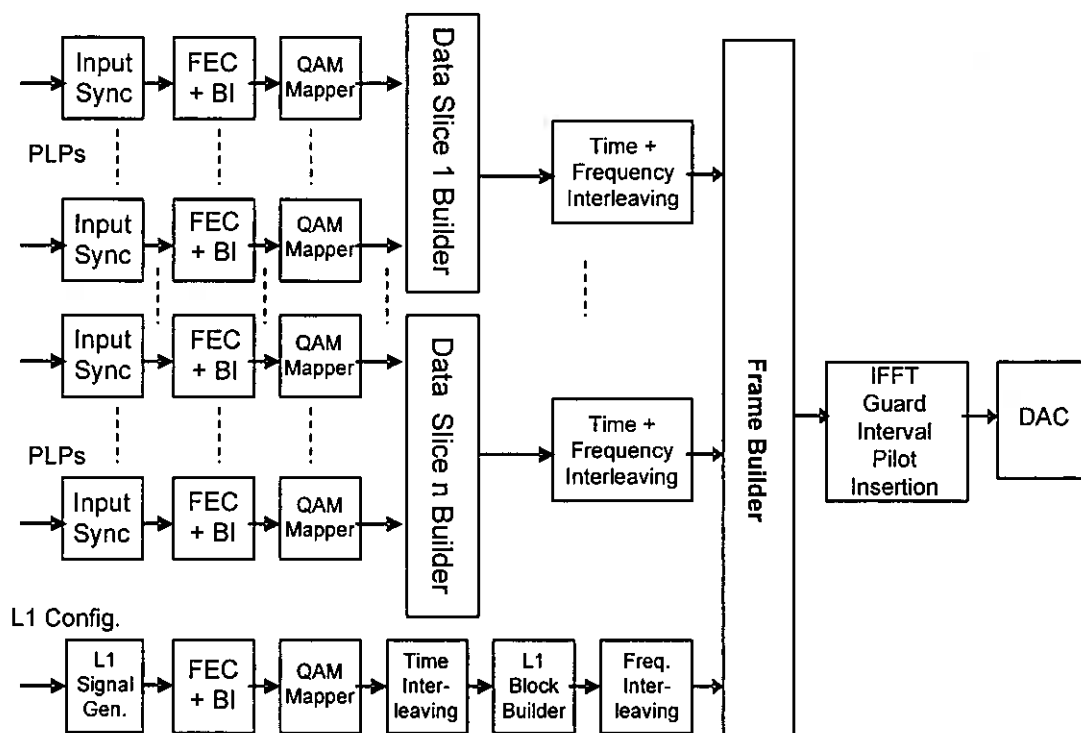 Input
Sync
FEC
+ BI
QAM
Mapper
Data Slice 1 Builder
PLPs
Time +
Frequency
Interleaving
Input
Sync
FEC
+ BI
QAM
Mapper
Input
Sync
FEC
+ BI
QAM
Mapper
Data Slice n Builder
PLPs
Time +
Frequency
Interleaving
Input
Sync
FEC
+ BI
QAM
Mapper
Frame Builder
IFFT
Guard
Interval
Pilot
Insertion
DAC
L1 Config.
L1
Signal
Gen.
FEC
+ BI
QAM
Mapper
Time
Inter-
leaving
L1
Block
Builder
Freq.
Inter-
leaving